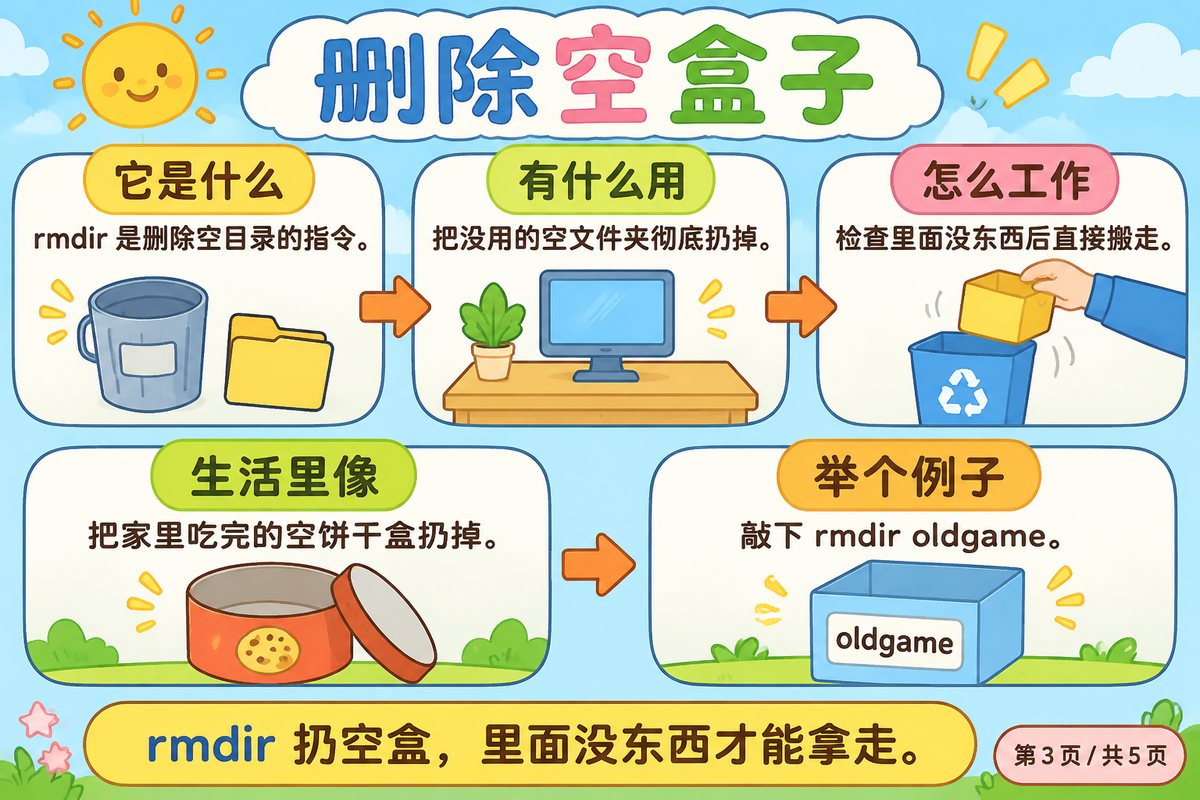 删除空盒子
它是什么
rmdir 是删除空目录的指令。
有什么用
把没用的空文件夹彻底扔掉。
怎么工作
检查里面没东西后直接搬走。
生活里像
把家里吃完的空饼干盒扔掉。
举个例子
敲下 rmdir oldgame。
oldgame
rmdir 扔空盒，里面没东西才能拿走。
第3页/共5页